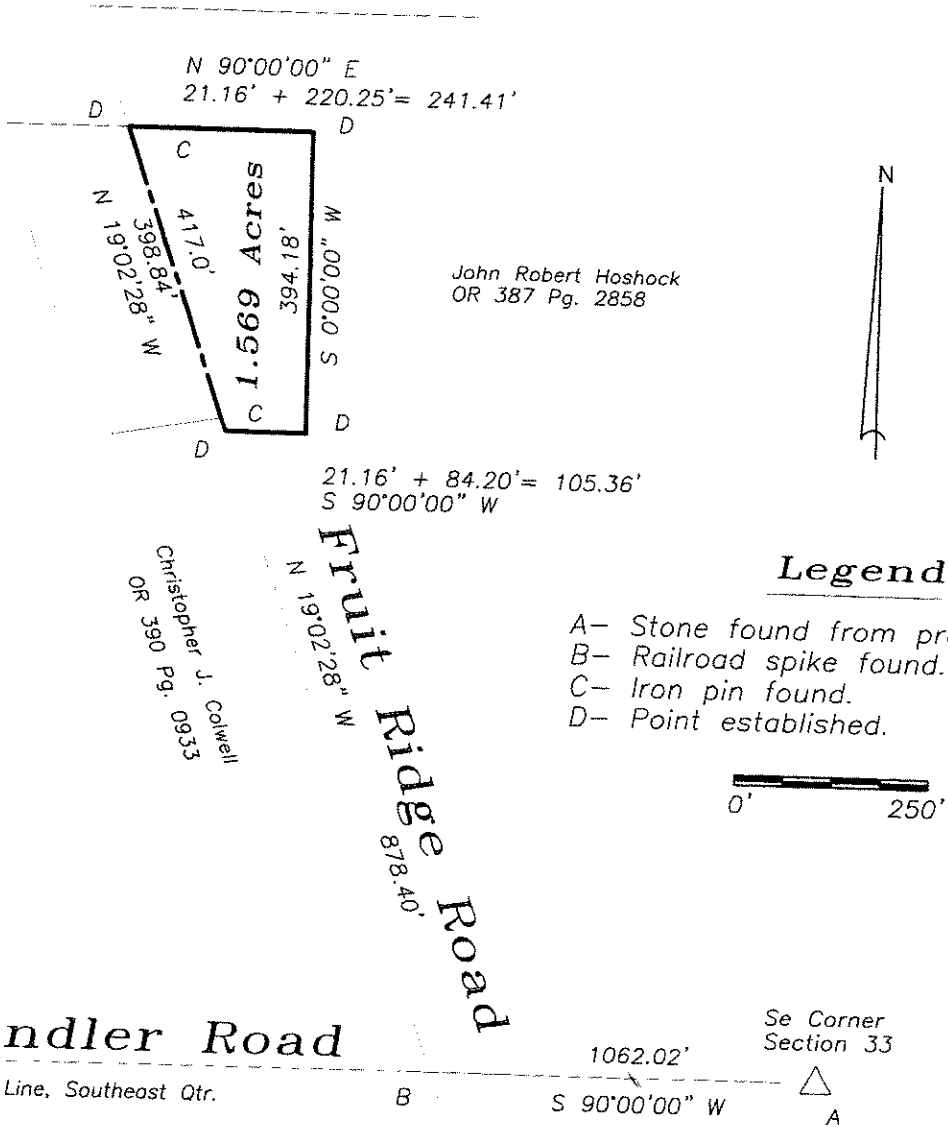 N 90°00'00" E
21.16' + 220.25'= 241.41'
D
D
C
N 19°02'28" W
398.84'
417.0'
1.569 Acres
394.18'
S 0°00'00" W
C
D
D
John Robert Hoshock
OR 387 Pg. 2858
N
21.16' + 84.20'= 105.36'
S 90°00'00" W
Christopher J. Colwell
OR 390 Pg. 0933
N 19°02'28" W
Fruit Ridge Road
878.40'
Legend
A– Stone found from pr
B– Railroad spike found.
C– Iron pin found.
D– Point established.
0' 250'
ndler Road
Line, Southeast Qtr.
B
1062.02'
S 90°00'00" W
Se Corner
Section 33
A